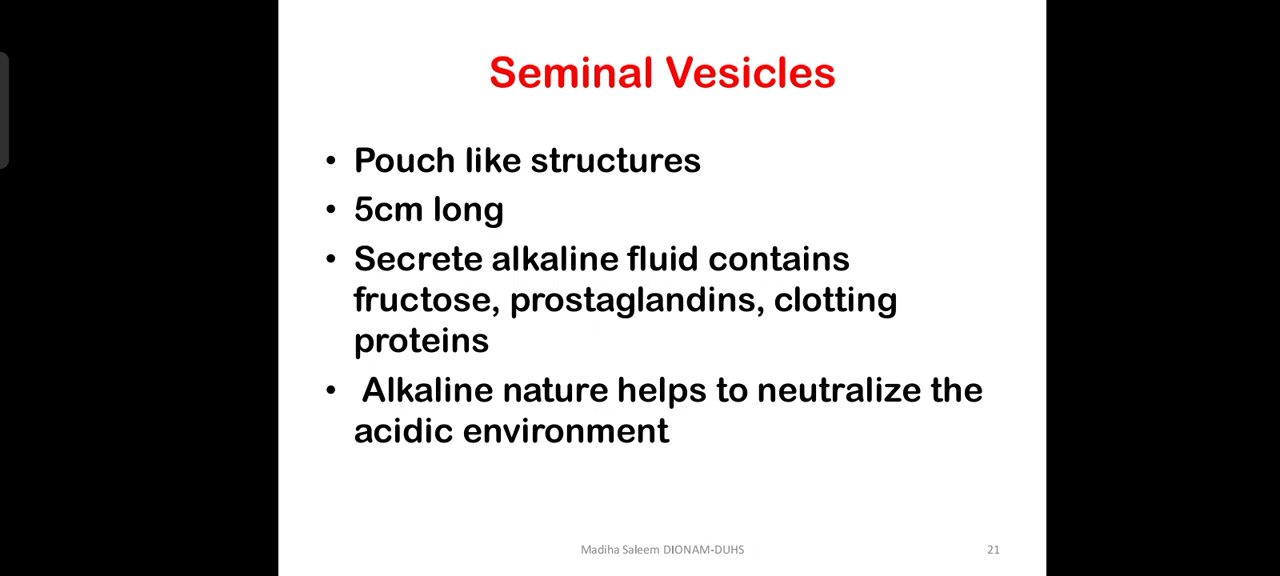 Seminal Vesicles
• Pouch like structures
• 5cm long
• Secrete alkaline fluid contains
fructose, prostaglandins, clotting
proteins
• Alkaline nature helps to neutralize the
acidic environment
Madiha Saleem DIONAM-DUHS
21